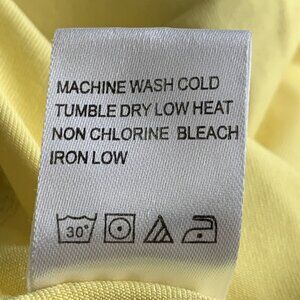 MACHINE WASH COLD
TUMBLE DRY LOW HEAT
NON CHLORINE BLEACH
IRON LOW
30°